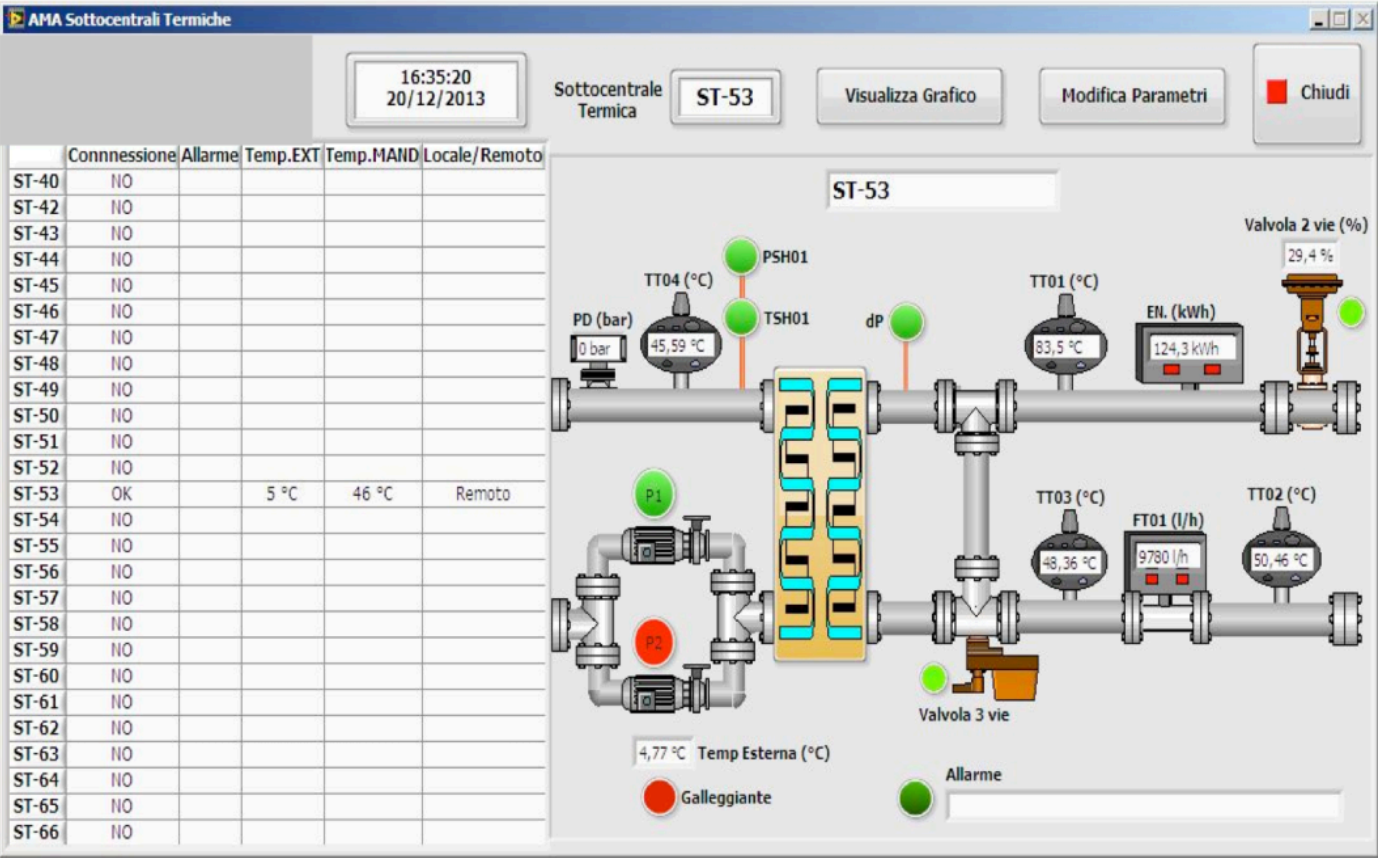 AMA Sottocentrali Termiche
16:35:20
20/12/2013
Sottocentrale
Termica
ST-53
Visualizza Grafico
Modifica Parametri
Chiudi
Connnessione Allarme Temp.EXT Temp.MAND Locale/Remoto
ST-40 NO
ST-42 NO
ST-43 NO
ST-44 NO
ST-45 NO
ST-46 NO
ST-47 NO
ST-48 NO
ST-49 NO
ST-50 NO
ST-51 NO
ST-52 NO
ST-53 OK 5 °C 46 °C Remoto
ST-54 NO
ST-55 NO
ST-56 NO
ST-57 NO
ST-58 NO
ST-59 NO
ST-60 NO
ST-61 NO
ST-62 NO
ST-63 NO
ST-64 NO
ST-65 NO
ST-66 NO
ST-53
Valvola 2 vie (%)
29,4 %
PSH01
TT04 (°C)
TT01 (°C)
PD (bar)
TSH01
dP
EN. (kWh)
0 bar
45,59 °C
83,5 °C
124,3 kWh
P1
TT03 (°C)
TT02 (°C)
FT01 (l/h)
48,36 °C
9780 l/h
50,46 °C
P2
Valvola 3 vie
4,77 °C Temp Esterna (°C)
Allarme
Galleggiante